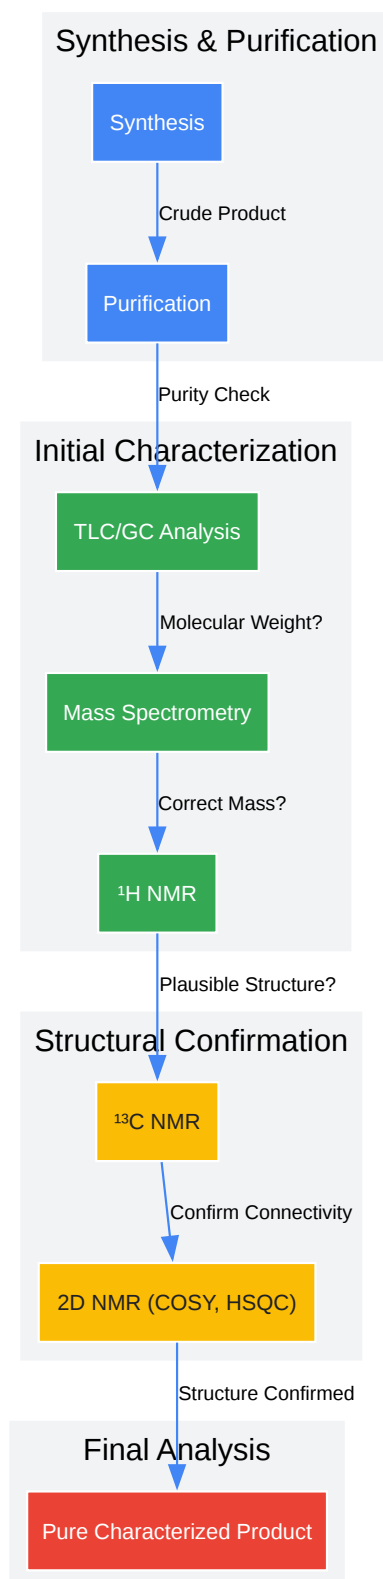 Synthesis & Purification
Synthesis
Crude Product
Purification
Purity Check
Initial Characterization
TLC/GC Analysis
Molecular Weight?
Mass Spectrometry
Correct Mass?
¹H NMR
Plausible Structure?
Structural Confirmation
¹³C NMR
Confirm Connectivity
2D NMR (COSY, HSQC)
Structure Confirmed
Final Analysis
Pure Characterized Product